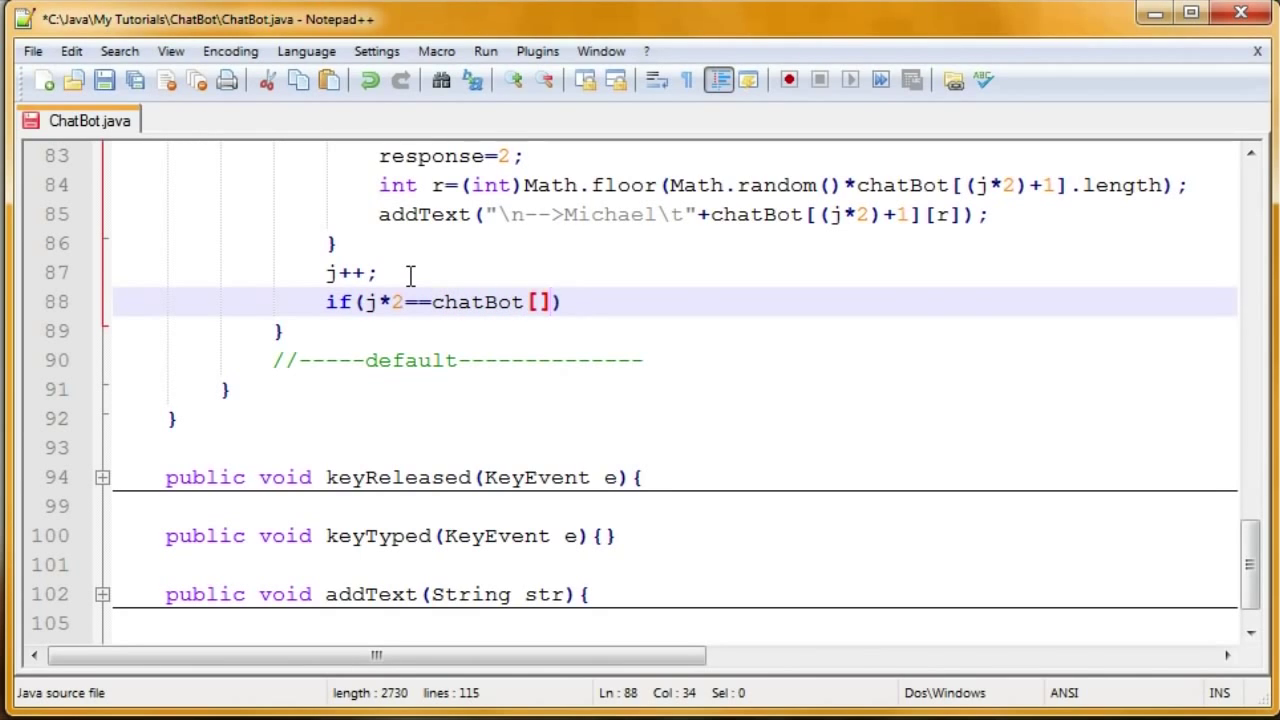 *C:\Java\My Tutorials\ChatBot\ChatBot.java - Notepad++
File Edit Search View Encoding Language Settings Macro Run Plugins Window ? X
ChatBot.java
83 response=2;
84 int r=(int)Math.floor(Math.random()*chatBot[(j*2)+1].length);
85 addText("\n-->Michael\t"+chatBot[(j*2)+1][r]);
86 }
87 j++;
88 if(j*2==chatBot[])
89 }
90 //-----default--------------
91 }
92 }
93
94 public void keyReleased(KeyEvent e){
99
100 public void keyTyped(KeyEvent e){}
101
102 public void addText(String str){
105
Java source file length : 2730 lines : 115 Ln : 88 Col : 34 Sel : 0 Dos\Windows ANSI INS